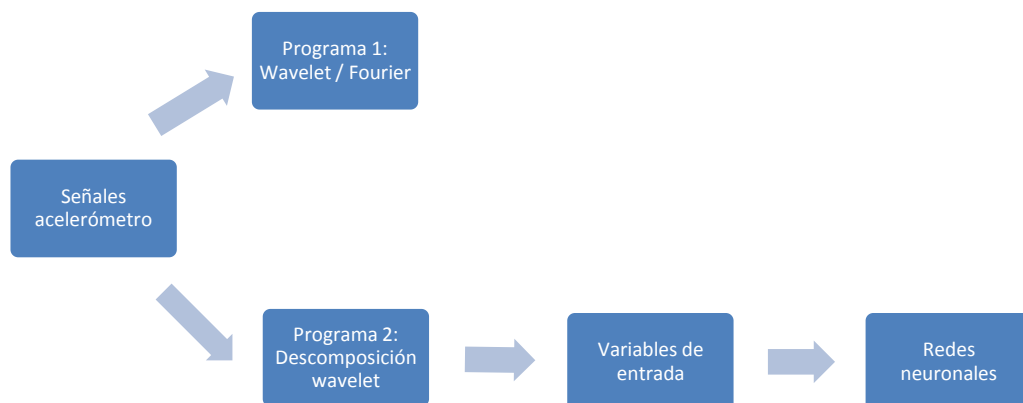 Programa 1:
Wavelet / Fourier
Señales
acelerómetro
Programa 2:
Descomposición
wavelet
Variables de
entrada
Redes
neuronales